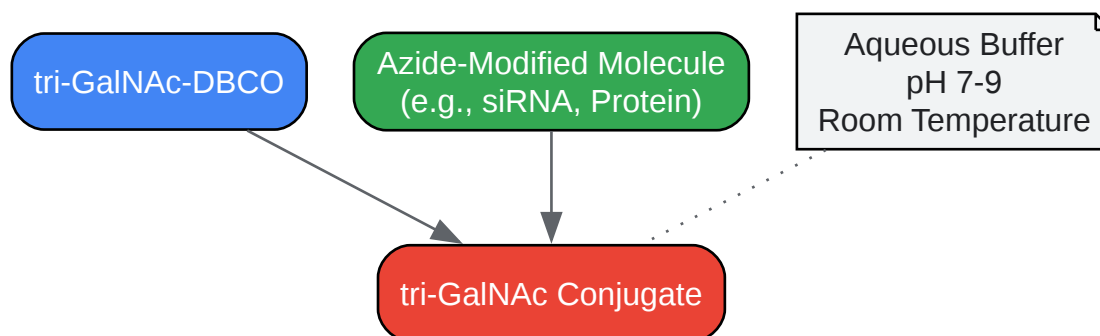 tri-GalNAc-DBCO
Azide-Modified Molecule
(e.g., siRNA, Protein)
Aqueous Buffer
pH 7-9
Room Temperature
tri-GalNAc Conjugate